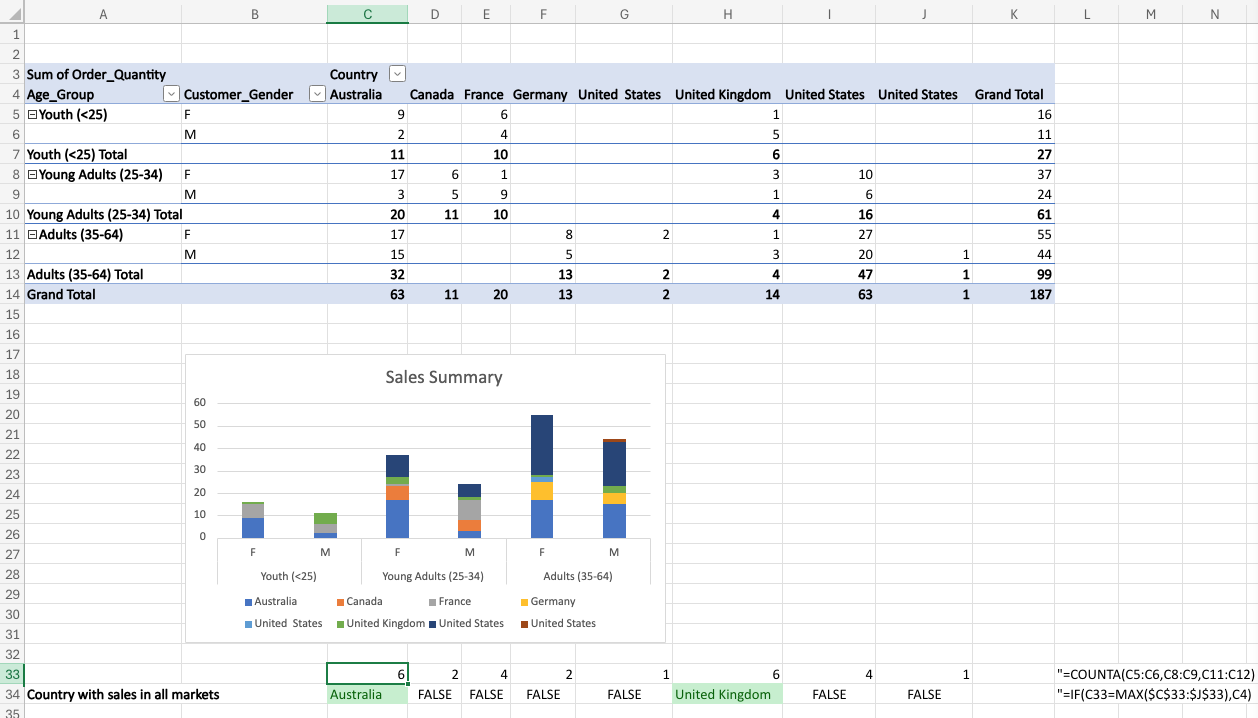 A B C D E F G H I J K L M N
1
2
3 Sum of Order_Quantity Country
4 Age_Group Customer_Gender Australia Canada France Germany United  States United Kingdom United States United States Grand Total
5 Youth (<25) F 9 6 1 16
6 M 2 4 5 11
7 Youth (<25) Total 11 10 6 27
8 Young Adults (25-34) F 17 6 1 3 10 37
9 M 3 5 9 1 6 24
10 Young Adults (25-34) Total 20 11 10 4 16 61
11 Adults (35-64) F 17 8 2 1 27 55
12 M 15 5 3 20 1 44
13 Adults (35-64) Total 32 13 2 4 47 1 99
14 Grand Total 63 11 20 13 2 14 63 1 187
15
16
17
18
19
20
21
22
23
24
25
26
27
28
29
30
31
32
Sales Summary
60
50
40
30
20
10
0
F M F M F M
Youth (<25) Young Adults (25-34) Adults (35-64)
Australia Canada France Germany
United  States United Kingdom United States United States
33 6 2 4 2 1 6 4 1 "=COUNTA(C5:C6,C8:C9,C11:C12)
34 Country with sales in all markets Australia FALSE FALSE FALSE FALSE United Kingdom FALSE FALSE "=IF(C33=MAX($C$33:$J$33),C4)
35